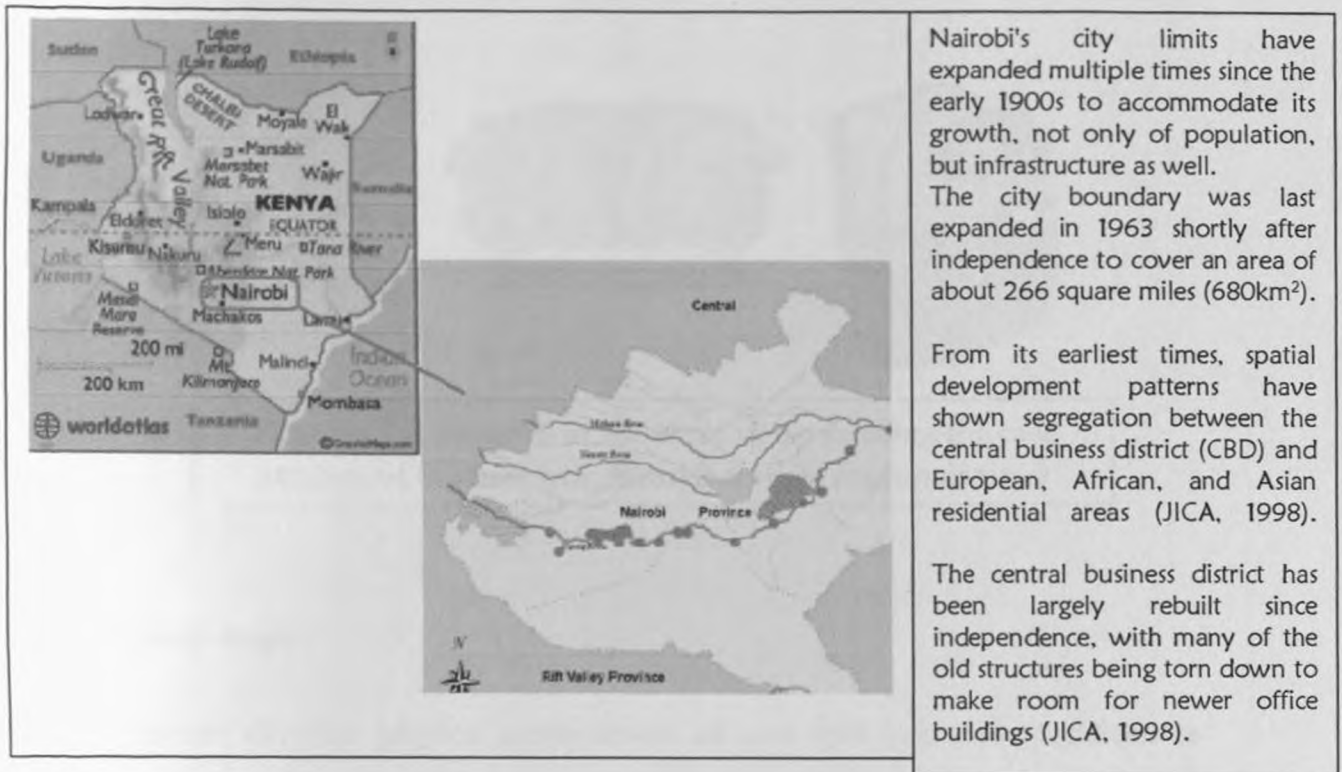 Sudan
Lake
Turkana
(Lake Rudolf)
Ethiopia
Great Rift Valley
CHALBI
DESERT
Lodwar
Moyale
El
Wak
Marsabit
Marsabet
Nat. Park
Wajir
Uganda
KENYA
Kampala
Eldoret
Isiolo
EQUATOR
Kisumu
Nakuru
Meru
Tana River
Lake
Aberdare Nat. Park
Nairobi
Masai
Mara
Reserve
Machakos
Lamu
200 mi
200 km
Mt
Kilimanjaro
Malindi
Indian
Ocean
Mombasa
worldatlas
Tanzania
Central
Nairobi
Province
N
Rift Valley Province
Nairobi's city limits have
expanded multiple times since the
early 1900s to accommodate its
growth, not only of population,
but infrastructure as well.
The city boundary was last
expanded in 1963 shortly after
independence to cover an area of
about 266 square miles (680km²).
From its earliest times, spatial
development patterns have
shown segregation between the
central business district (CBD) and
European, African, and Asian
residential areas (JICA, 1998).
The central business district has
been largely rebuilt since
independence, with many of the
old structures being torn down to
make room for newer office
buildings (JICA, 1998).